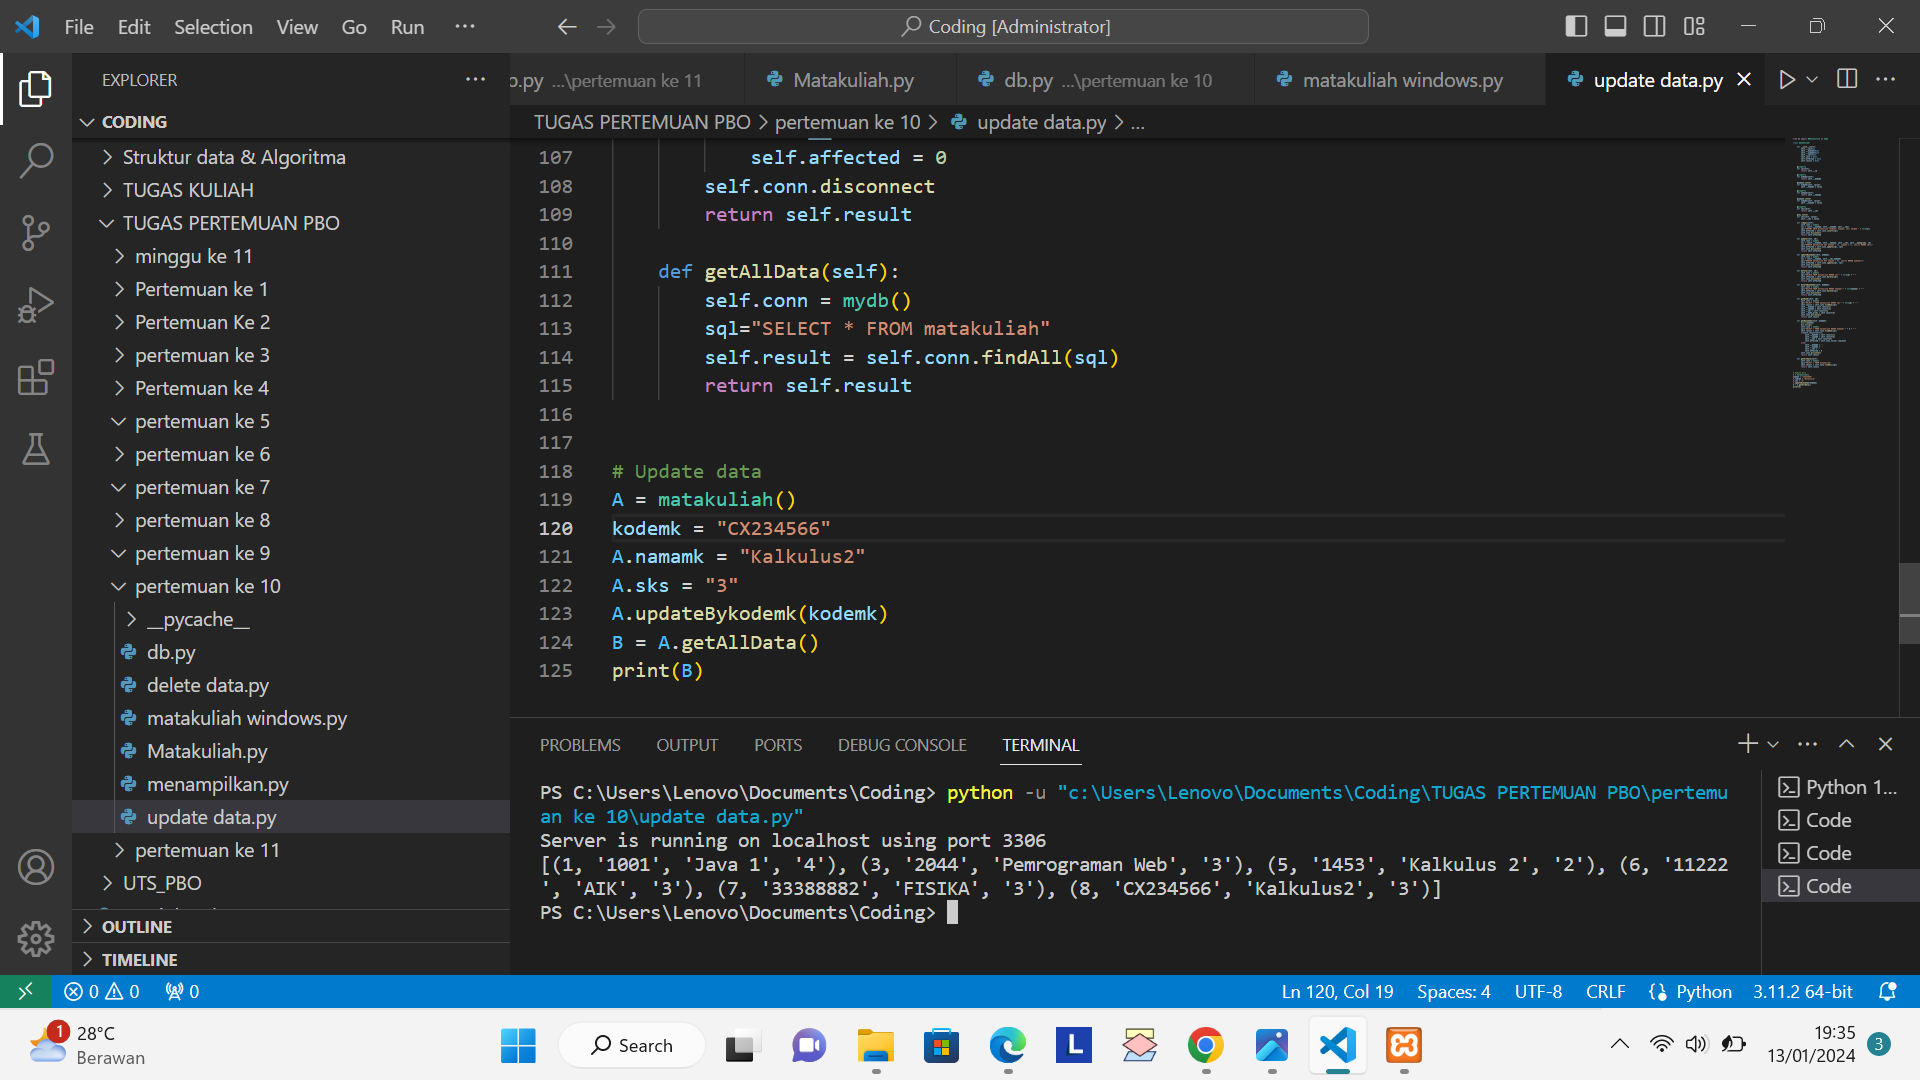 File Edit Selection View Go Run ...
Coding [Administrator]
EXPLORER
CODING
Struktur data & Algoritma
TUGAS KULIAH
TUGAS PERTEMUAN PBO
minggu ke 11
Pertemuan ke 1
Pertemuan Ke 2
pertemuan ke 3
Pertemuan ke 4
pertemuan ke 5
pertemuan ke 6
pertemuan ke 7
pertemuan ke 8
pertemuan ke 9
pertemuan ke 10
__pycache__
db.py
delete data.py
matakuliah windows.py
Matakuliah.py
menampilkan.py
update data.py
pertemuan ke 11
UTS_PBO
OUTLINE
TIMELINE
b.py ...\pertemuan ke 11 Matakuliah.py db.py ...\pertemuan ke 10 matakuliah windows.py update data.py
TUGAS PERTEMUAN PBO > pertemuan ke 10 > update data.py > ...
107 self.affected = 0
108 self.conn.disconnect
109 return self.result
110
111 def getAllData(self):
112 self.conn = mydb()
113 sql="SELECT * FROM matakuliah"
114 self.result = self.conn.findAll(sql)
115 return self.result
116
117
118 # Update data
119 A = matakuliah()
120 kodemk = "CX234566"
121 A.namamk = "Kalkulus2"
122 A.sks = "3"
123 A.updateBykodemk(kodemk)
124 B = A.getAllData()
125 print(B)
PROBLEMS OUTPUT PORTS DEBUG CONSOLE TERMINAL
PS C:\Users\Lenovo\Documents\Coding> python -u "c:\Users\Lenovo\Documents\Coding\TUGAS PERTEMUAN PBO\pertemu
an ke 10\update data.py"
Server is running on localhost using port 3306
[(1, '1001', 'Java 1', '4'), (3, '2044', 'Pemrograman Web', '3'), (5, '1453', 'Kalkulus 2', '2'), (6, '11222
', 'AIK', '3'), (7, '33388882', 'FISIKA', '3'), (8, 'CX234566', 'Kalkulus2', '3')]
PS C:\Users\Lenovo\Documents\Coding>
Python 1...
Code
Code
Code
0 0 0 Ln 120, Col 19 Spaces: 4 UTF-8 CRLF Python 3.11.2 64-bit
1 28°C
Berawan
Search
L
19:35
13/01/2024
3